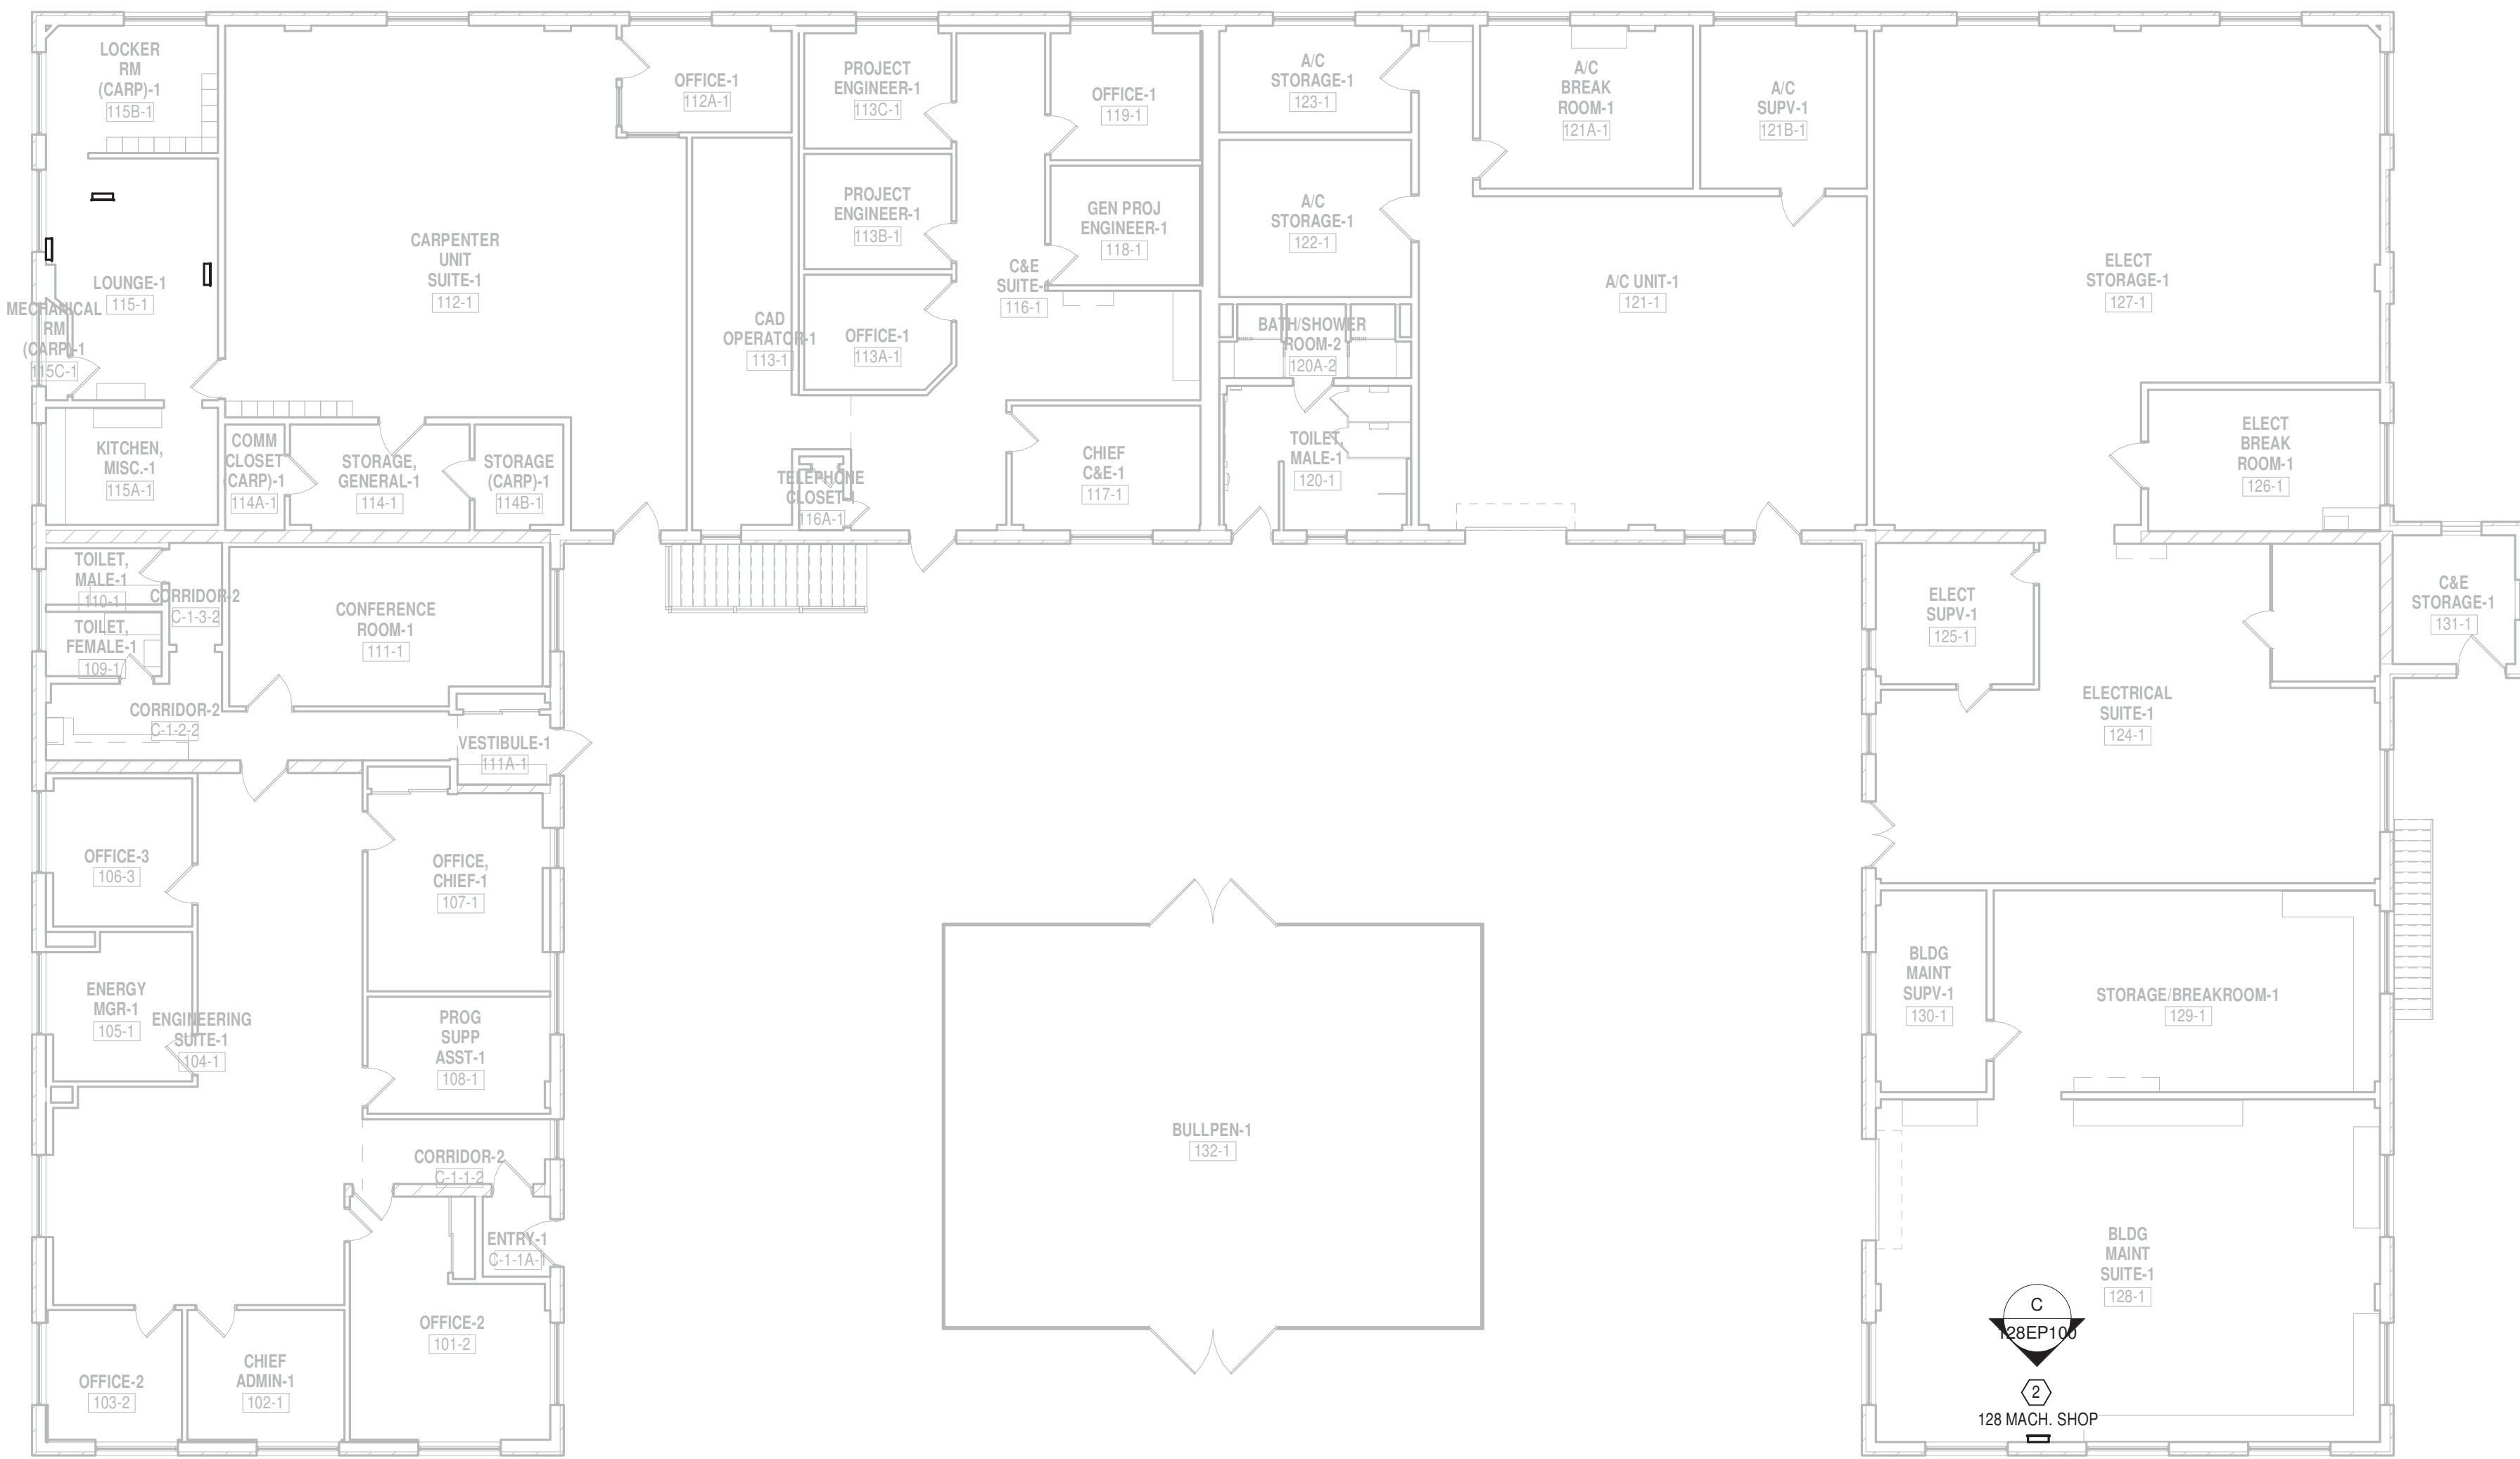 LOCKER
RM
(CARP)-1
115B-1
OFFICE-1
112A-1
PROJECT
ENGINEER-1
113C-1
OFFICE-1
119-1
A/C
STORAGE-1
123-1
A/C
BREAK
ROOM-1
121A-1
A/C
SUPV-1
121B-1
PROJECT
ENGINEER-1
113B-1
GEN PROJ
ENGINEER-1
118-1
A/C
STORAGE-1
122-1
CARPENTER
UNIT
SUITE-1
112-1
LOUNGE-1
115-1
MECHANICAL
RM
(CARP)-1
115C-1
CAD
OPERATOR-1
113-1
OFFICE-1
113A-1
C&E
SUITE-
116-1
BATH/SHOWER
ROOM-2
120A-2
A/C UNIT-1
121-1
ELECT
STORAGE-1
127-1
KITCHEN,
MISC.-1
115A-1
COMM
CLOSET
(CARP)-1
114A-1
STORAGE,
GENERAL-1
114-1
STORAGE
(CARP)-1
114B-1
TELEPHONE
CLOSET-1
116A-1
CHIEF
C&E-1
117-1
TOILET,
MALE-1
120-1
ELECT
BREAK
ROOM-1
126-1
TOILET,
MALE-1
110-1
CORRIDOR-2
C-1-3-2
TOILET,
FEMALE-1
109-1
CONFERENCE
ROOM-1
111-1
ELECT
SUPV-1
125-1
C&E
STORAGE-1
131-1
CORRIDOR-2
C-1-2-2
VESTIBULE-1
111A-1
ELECTRICAL
SUITE-1
124-1
OFFICE-3
106-3
OFFICE,
CHIEF-1
107-1
ENERGY
MGR-1
105-1
ENGINEERING
SUITE-1
104-1
PROG
SUPP
ASST-1
108-1
BLDG
MAINT
SUPV-1
130-1
STORAGE/BREAKROOM-1
129-1
BULLPEN-1
132-1
CORRIDOR-2
C-1-1-2
ENTRY-1
C-1-1A-1
BLDG
MAINT
SUITE-1
128-1
OFFICE-2
101-2
OFFICE-2
103-2
CHIEF
ADMIN-1
102-1
C
128EP100
2
128 MACH. SHOP